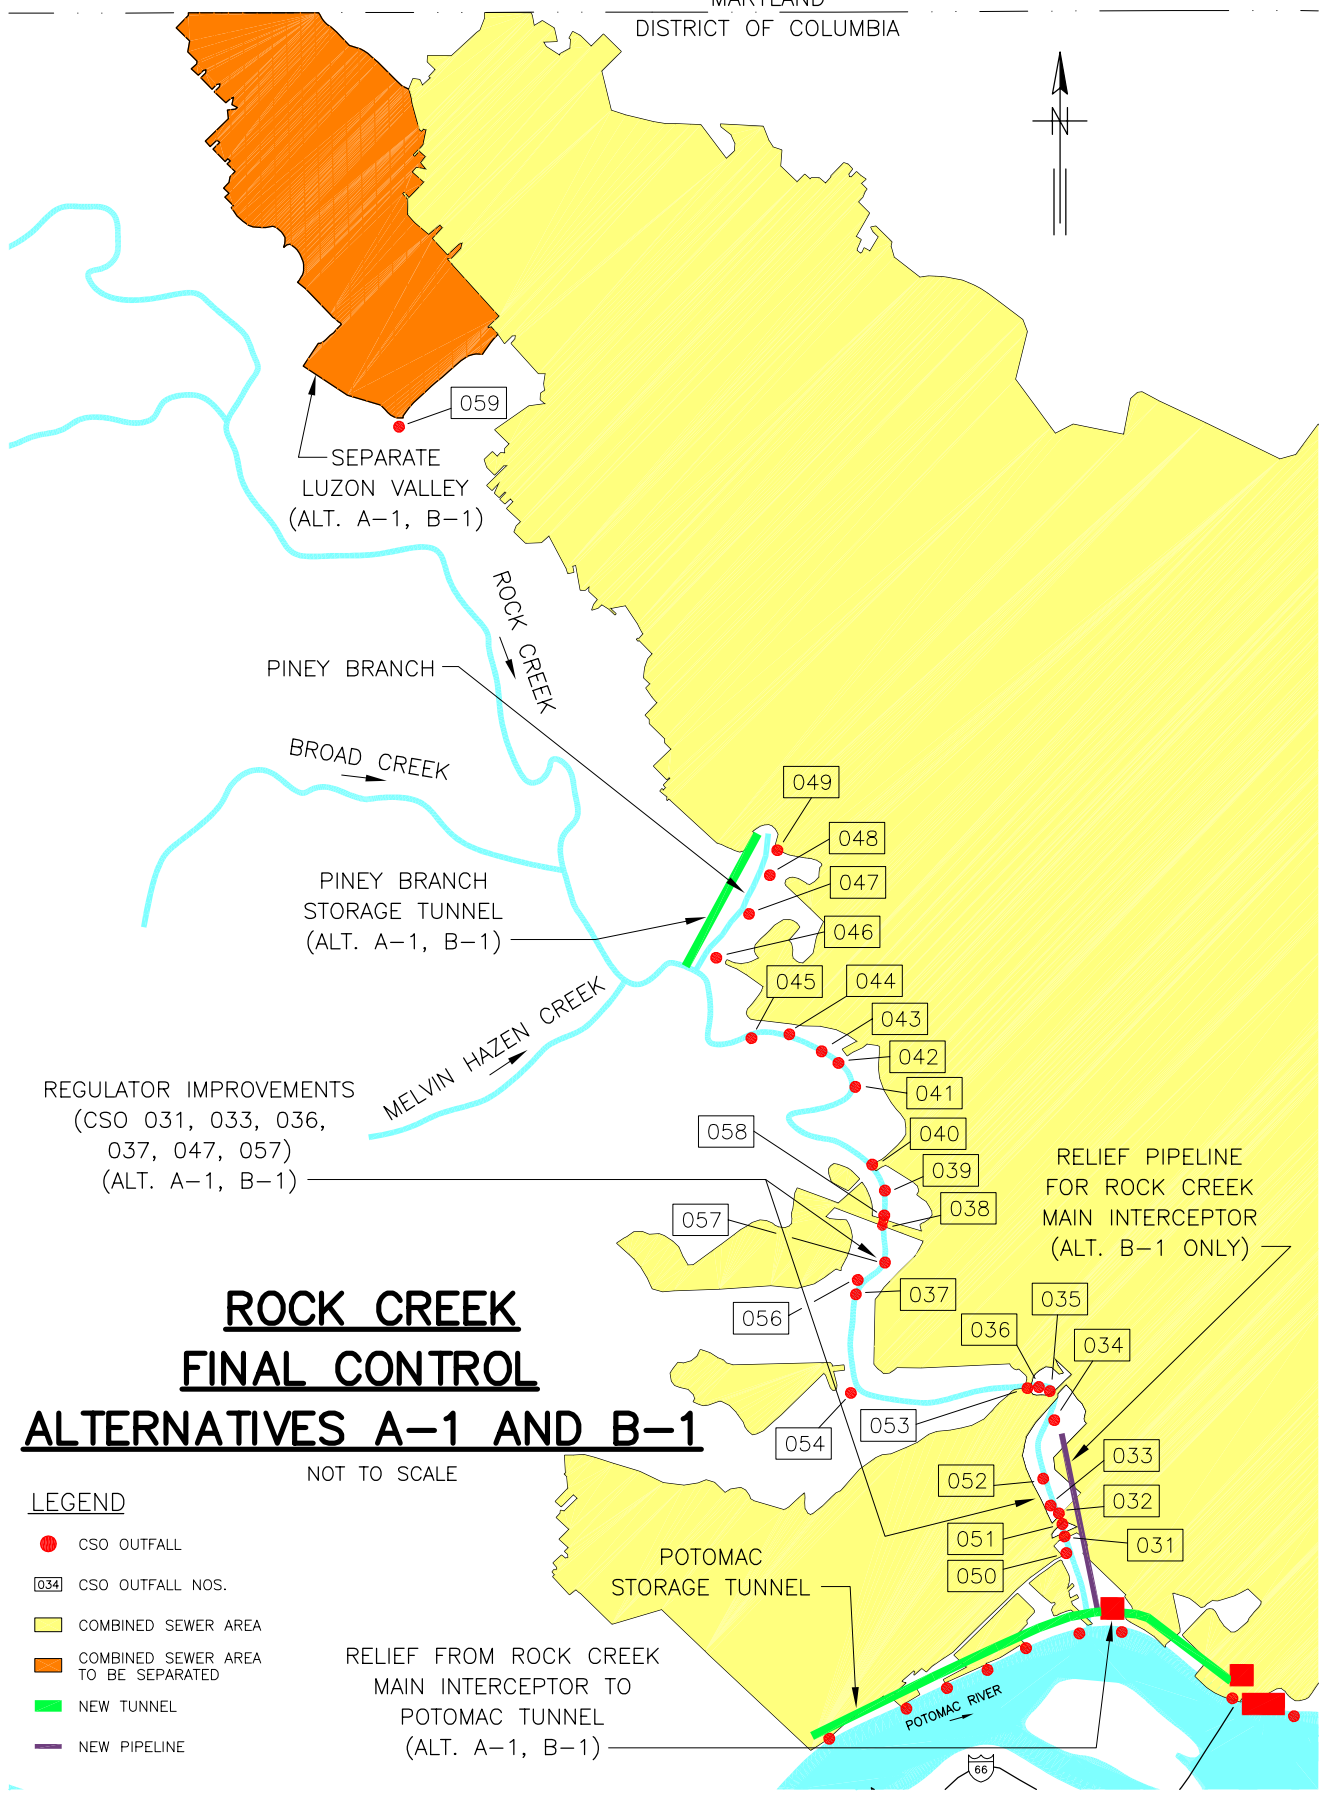 MARYLAND
DISTRICT OF COLUMBIA
N
059
SEPARATE
LUZON VALLEY
(ALT. A-1, B-1)
ROCK CREEK
PINEY BRANCH
BROAD CREEK
049
048
047
046
PINEY BRANCH
STORAGE TUNNEL
(ALT. A-1, B-1)
045
044
043
042
041
MELVIN HAZEN CREEK
REGULATOR IMPROVEMENTS
(CSO 031, 033, 036,
037, 047, 057)
(ALT. A-1, B-1)
058
040
039
038
057
RELIEF PIPELINE
FOR ROCK CREEK
MAIN INTERCEPTOR
(ALT. B-1 ONLY)
056
037
036
035
034
054
053
052
033
032
051
031
050
ROCK CREEK
FINAL CONTROL
ALTERNATIVES A-1 AND B-1
NOT TO SCALE
LEGEND
CSO OUTFALL
034 CSO OUTFALL NOS.
COMBINED SEWER AREA
COMBINED SEWER AREA
TO BE SEPARATED
NEW TUNNEL
NEW PIPELINE
POTOMAC
STORAGE TUNNEL
RELIEF FROM ROCK CREEK
MAIN INTERCEPTOR TO
POTOMAC TUNNEL
(ALT. A-1, B-1)
POTOMAC RIVER
66